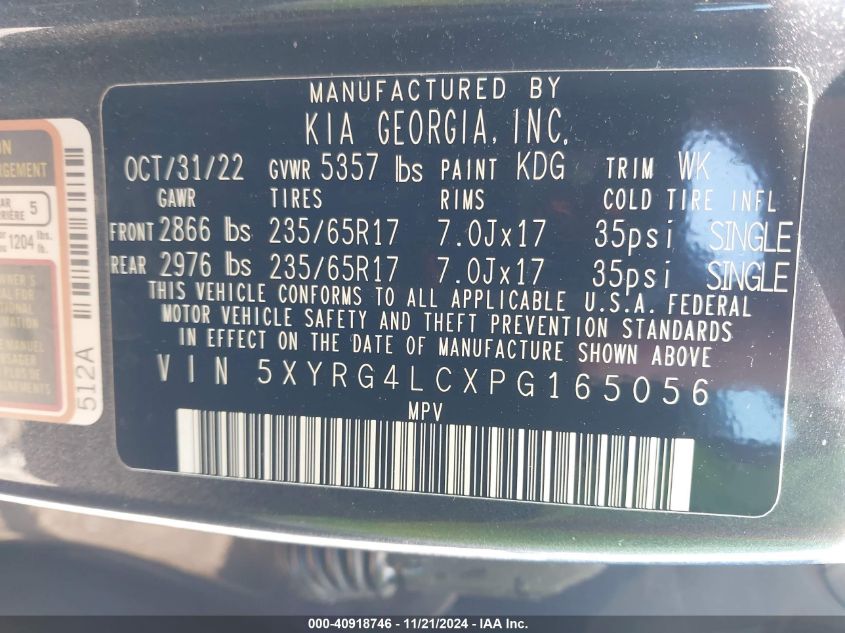 MANUFACTURED BY
KIA GEORGIA, INC.
OCT/31/22 GVWR 5357 lbs PAINT KDG TRIM WK
GAWR TIRES RIMS COLD TIRE INFL
FRONT 2866 lbs 235/65R17 7.0Jx17 35psi SINGLE
REAR 2976 lbs 235/65R17 7.0Jx17 35psi SINGLE
THIS VEHICLE CONFORMS TO ALL APPLICABLE U.S.A. FEDERAL
MOTOR VEHICLE SAFETY AND THEFT PREVENTION STANDARDS
IN EFFECT ON THE DATE OF MANUFACTURE SHOWN ABOVE
VIN 5XYRG4LCXPG165056
MPV
5
1204 lbs.
512A
000-40918746 - 11/21/2024 - IAA Inc.